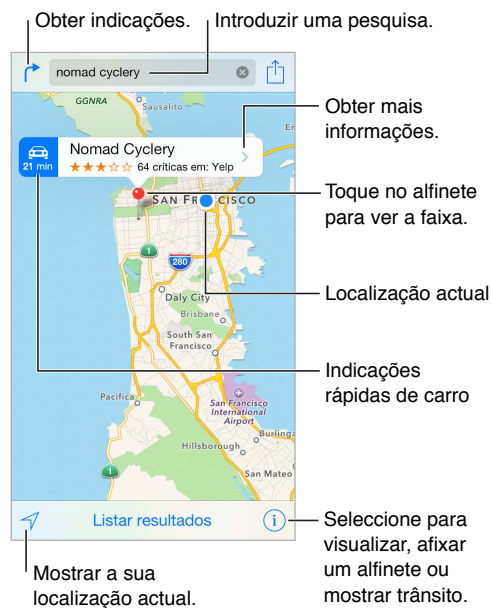 Obter indicações.
Introduzir uma pesquisa.
nomad cyclery
GGNRA
Sausalito
Nomad Cyclery
21 min
64 críticas em: Yelp
Obter mais
informações.
Toque no alfinete
para ver a faixa.
1
280
Localização actual
Daly City
Brisbane
South San
Francisco
Indicações
rápidas de carro
Pacifica
San Francisco
International
Airport
Hillsborough
San Mateo
1
Listar resultados
i
Seleccione para
visualizar, afixar
um alfinete ou
mostrar trânsito.
Mostrar a sua
localização actual.